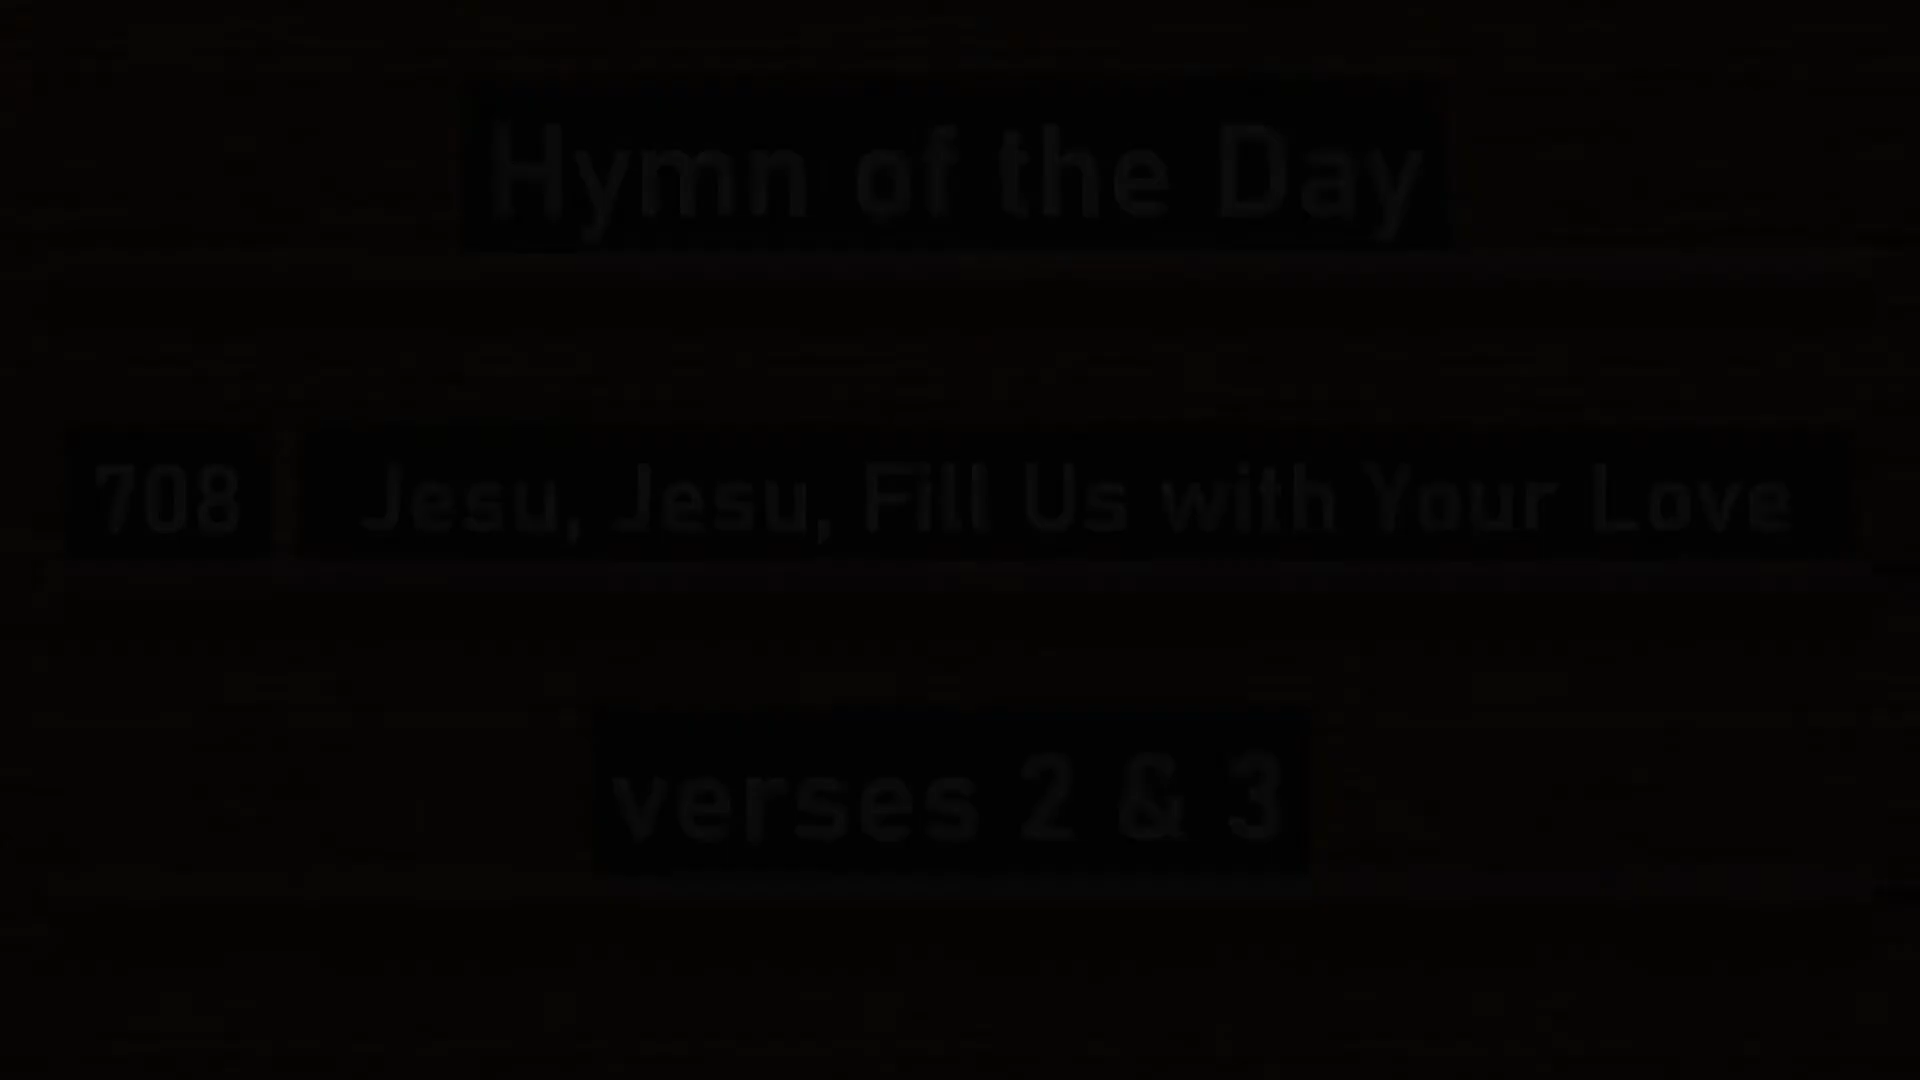 Hymn of the Day
708 Jesu, Jesu, Fill Us with Your Love
verses 2 & 3